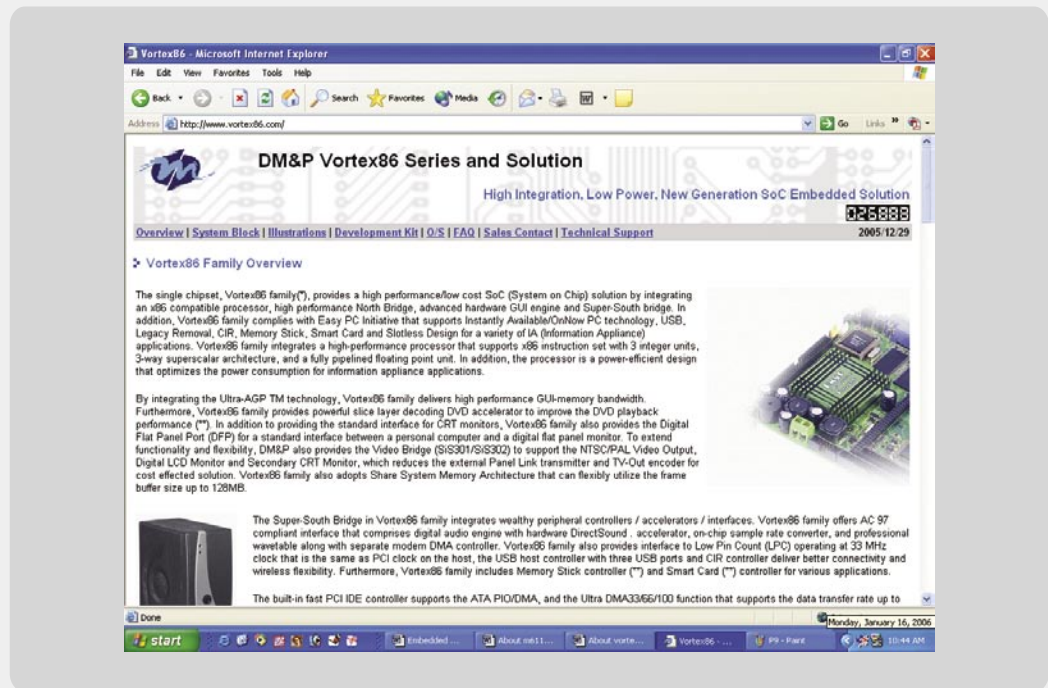 Vortex86 - Microsoft Internet Explorer
File Edit View Favorites Tools Help
Back Search Favorites Media
Address http://www.vortex86.com/ Go Links »
DM&P Vortex86 Series and Solution
High Integration, Low Power, New Generation SoC Embedded Solution
026888
Overview | System Block | Illustrations | Development Kit | O/S | FAQ | Sales Contact | Technical Support 2005/12/29
Vortex86 Family Overview
The single chipset, Vortex86 family(*), provides a high performance/low cost SoC (System on Chip) solution by integrating
an x86 compatible processor, high performance North Bridge, advanced hardware GUI engine and Super-South bridge. In
addition, Vortex86 family complies with Easy PC Initiative that supports Instantly Available/OnNow PC technology, USB,
Legacy Removal, CIR, Memory Stick, Smart Card and Slotless Design for a variety of IA (Information Appliance)
applications. Vortex86 family integrates a high-performance processor that supports x86 instruction set with 3 integer units,
3-way superscalar architecture, and a fully pipelined floating point unit. In addition, the processor is a power-efficient design
that optimizes the power consumption for information appliance applications.
By integrating the Ultra-AGP TM technology, Vortex86 family delivers high performance GUI-memory bandwidth.
Furthermore, Vortex86 family provides powerful slice layer decoding DVD accelerator to improve the DVD playback
performance (**). In addition to providing the standard interface for CRT monitors, Vortex86 family also provides the Digital
Flat Panel Port (DFP) for a standard interface between a personal computer and a digital flat panel monitor. To extend
functionality and flexibility, DM&P also provides the Video Bridge (SiS301/SiS302) to support the NTSC/PAL Video Output,
Digital LCD Monitor and Secondary CRT Monitor, which reduces the external Panel Link transmitter and TV-Out encoder for
cost effected solution. Vortex86 family also adopts Share System Memory Architecture that can flexibly utilize the frame
buffer size up to 128MB.
The Super-South Bridge in Vortex86 family integrates wealthy peripheral controllers / accelerators / interfaces. Vortex86 family offers AC 97
compliant interface that comprises digital audio engine with hardware DirectSound . accelerator, on-chip sample rate converter, and professional
wavetable along with separate modern DMA controller. Vortex86 family also provides interface to Low Pin Count (LPC) operating at 33 MHz
clock that is the same as PCI clock on the host, the USB host controller with three USB ports and CIR controller deliver better connectivity and
wireless flexibility. Furthermore, Vortex86 family includes Memory Stick controller (**) and Smart Card (**) controller for various applications.
The built-in fast PCI IDE controller supports the ATA PIO/DMA, and the Ultra DMA33/66/100 function that supports the data transfer rate up to
Done
Monday, January 16, 2006
start Embedded ... About m611... About vorte... Vortex86 - ... P9 - Paint 10:44 AM